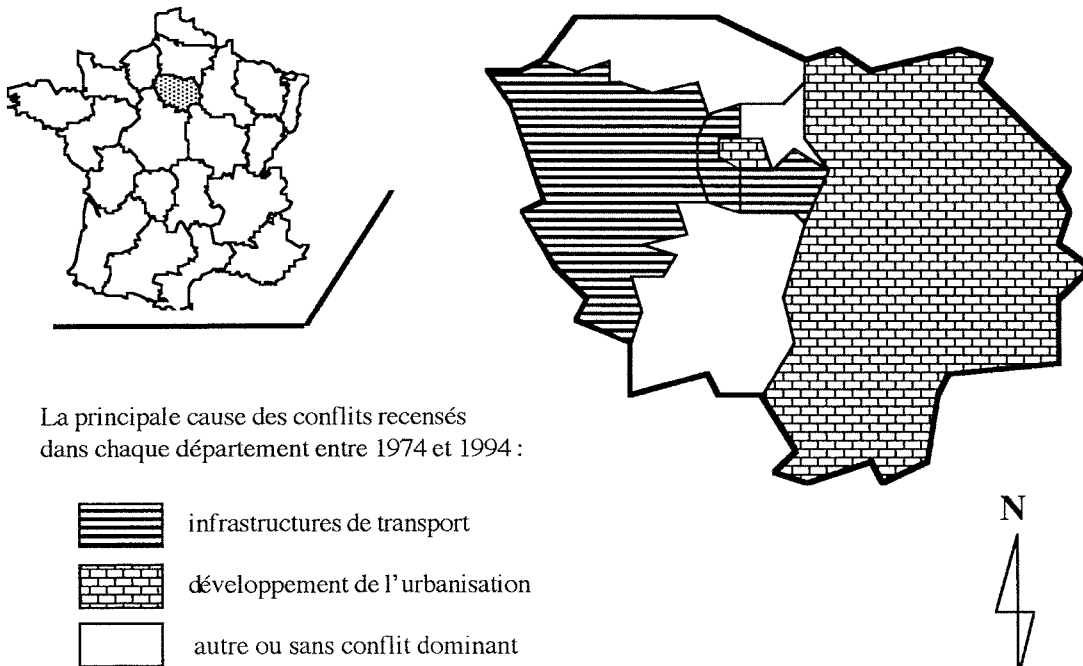 La principale cause des conflits recensés
dans chaque département entre 1974 et 1994 :
infrastructures de transport
développement de l'urbanisation
autre ou sans conflit dominant
N